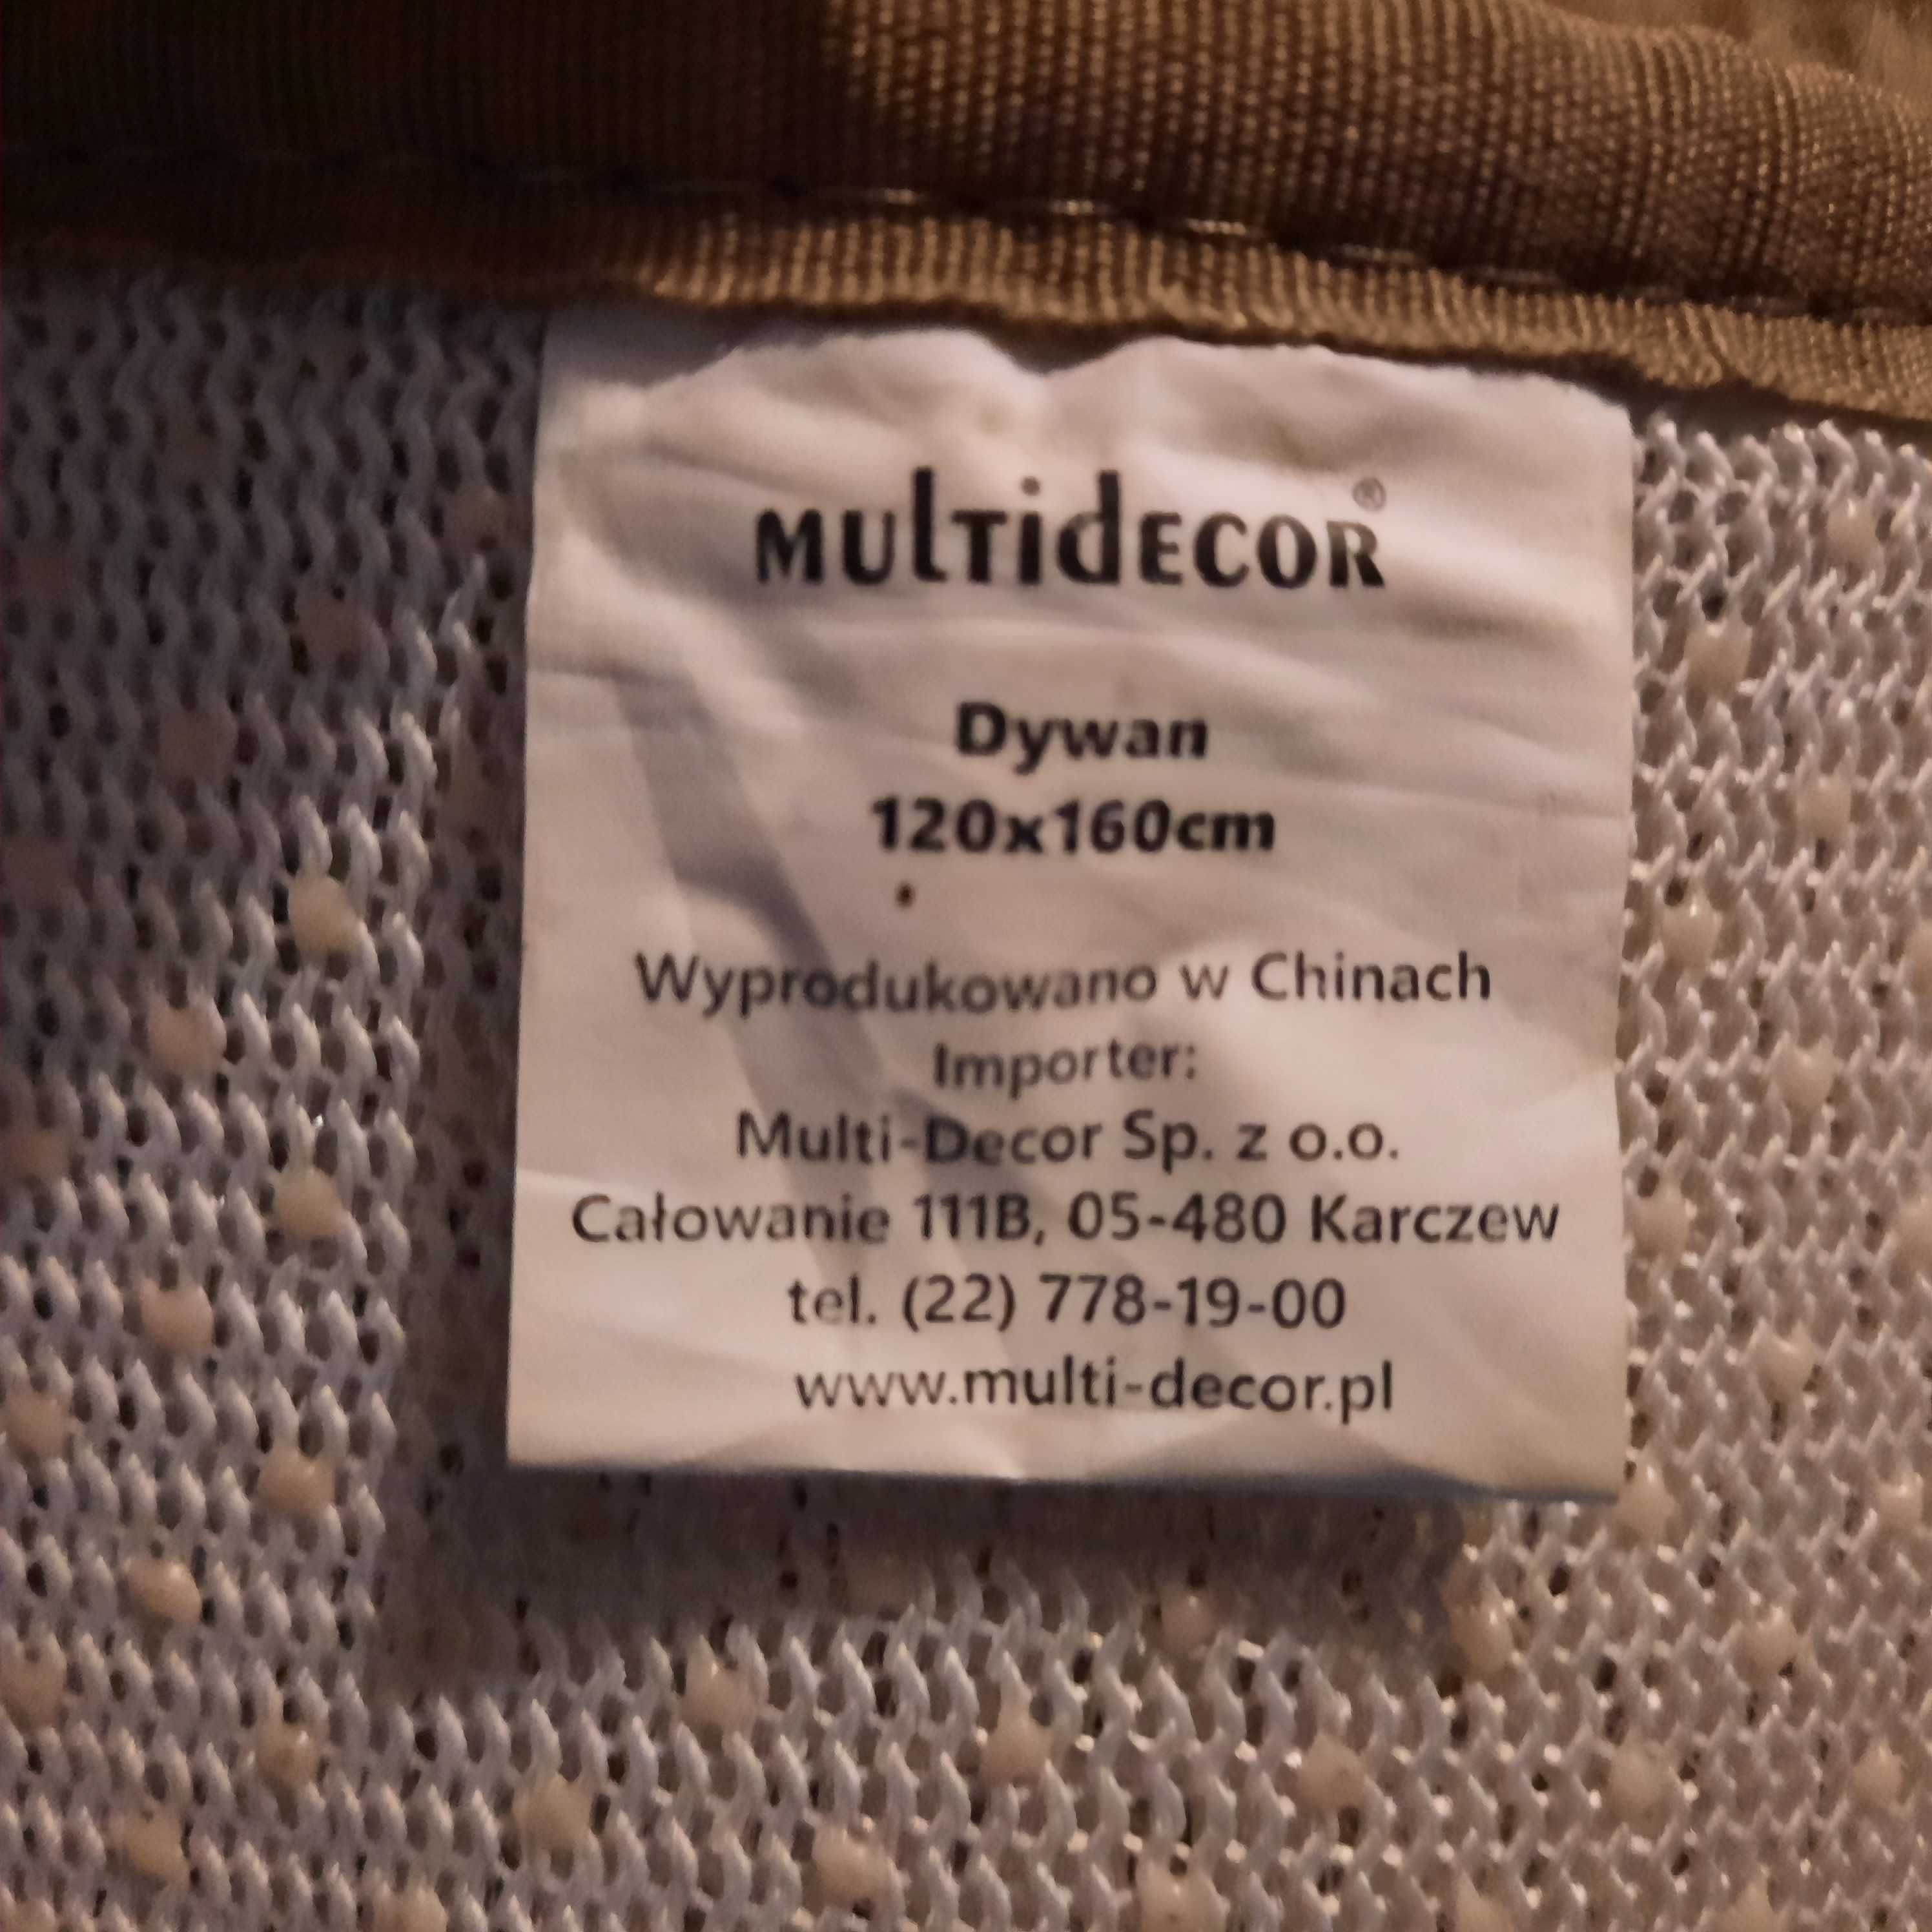 MULTIDECOR®
Dywan
120x160cm
Wyprodukowano w Chinach
Importer:
Multi-Decor Sp. z o.o.
Całowanie 111B, 05-480 Karczew
tel. (22) 778-19-00
www.multi-decor.pl